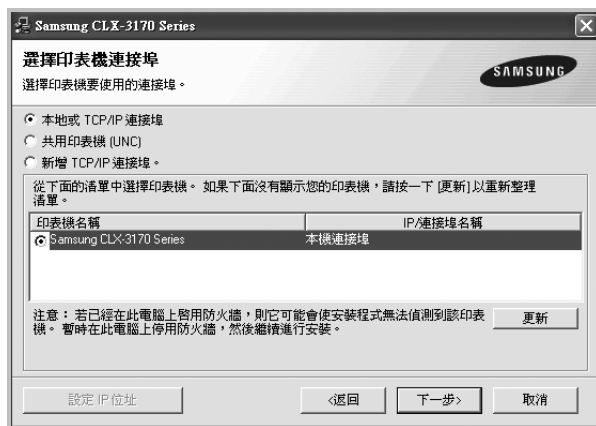 Samsung CLX-3170 Series
選擇印表機連接埠
選擇印表機要使用的連接埠。
SAMSUNG
本地或 TCP/IP 連接埠
共用印表機 (UNC)
新增 TCP/IP 連接埠。
從下面的清單中選擇印表機。 如果下面沒有顯示您的印表機，請按一下 [更新] 以重新整理
清單。
印表機名稱 IP/連接埠名稱
Samsung CLX-3170 Series 本機連接埠
注意： 若已經在此電腦上啓用防火牆，則它可能會使安裝程式無法偵測到該印表
機。 暫時在此電腦上停用防火牆，然後繼續進行安裝。
更新
設定 IP 位址 <返回 下一步> 取消